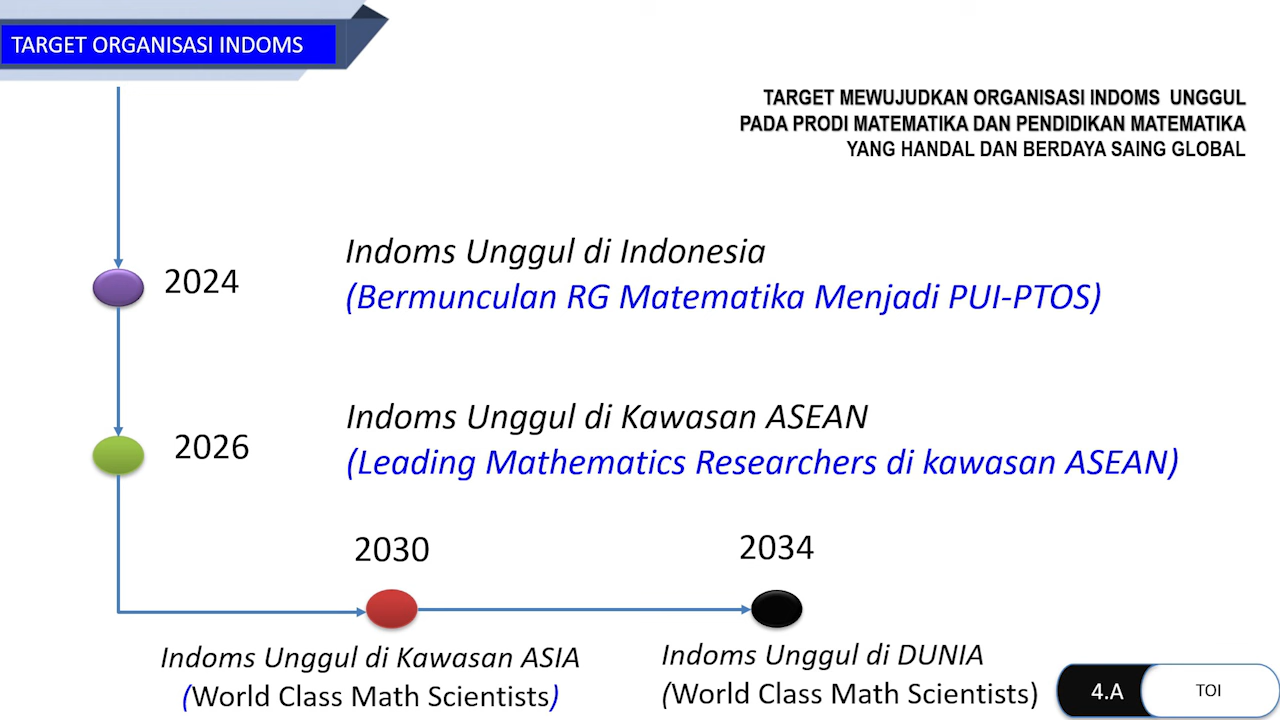 TARGET ORGANISASI INDOMS
TARGET MEWUJUDKAN ORGANISASI INDOMS UNGGUL
PADA PRODI MATEMATIKA DAN PENDIDIKAN MATEMATIKA
YANG HANDAL DAN BERDAYA SAING GLOBAL
2024
Indoms Unggul di Indonesia
(Bermunculan RG Matematika Menjadi PUI-PTOS)
2026
Indoms Unggul di Kawasan ASEAN
(Leading Mathematics Researchers di kawasan ASEAN)
2030
Indoms Unggul di Kawasan ASIA
(World Class Math Scientists)
2034
Indoms Unggul di DUNIA
(World Class Math Scientists)
4.A
TOI